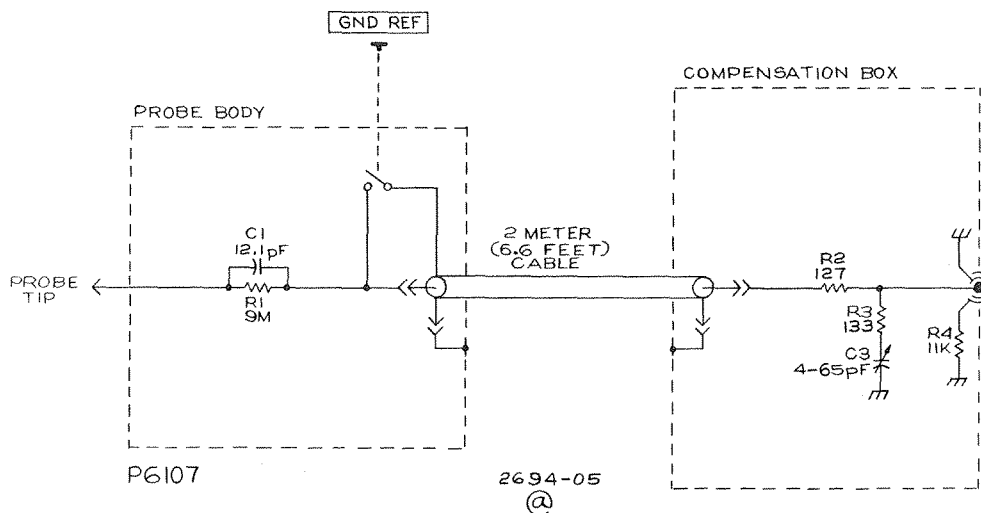 GND REF
PROBE BODY
COMPENSATION BOX
C1
12.1pF
R1
9M
PROBE
TIP
2 METER
(6.6 FEET)
CABLE
R2
127
R3
133
C3
4-65pF
R4
11K
P6107
2694-05
@